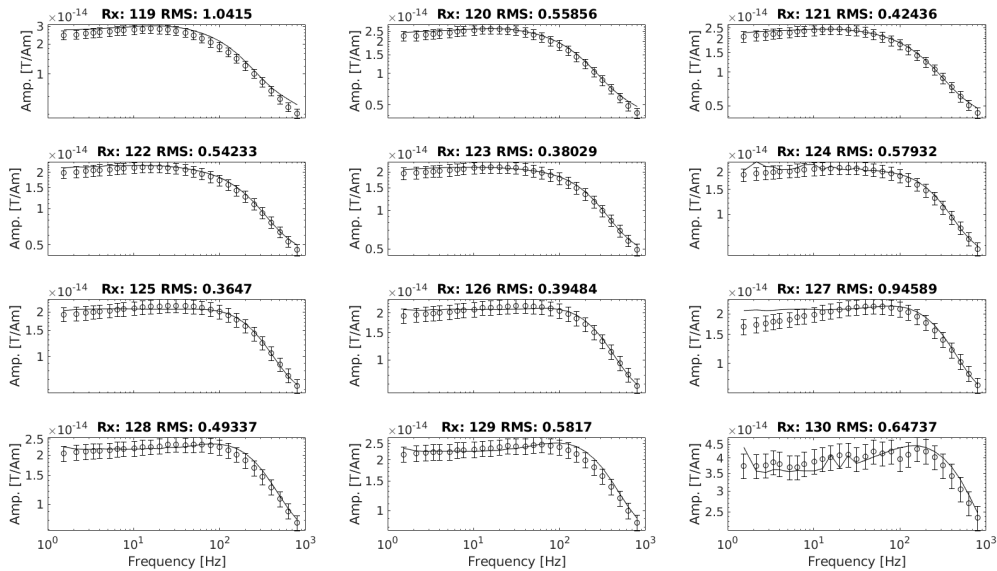 Rx: 119 RMS: 1.0415
Rx: 120 RMS: 0.55856
Rx: 121 RMS: 0.42436
×10-14
×10-14
×10-14
Amp. [T/Am]
3
2
1
Amp. [T/Am]
2.5
2
1.5
1
0.5
Amp. [T/Am]
2.5
2
1.5
1
0.5
Rx: 122 RMS: 0.54233
Rx: 123 RMS: 0.38029
Rx: 124 RMS: 0.57932
×10-14
×10-14
×10-14
Amp. [T/Am]
2
1.5
1
0.5
Amp. [T/Am]
2
1.5
1
0.5
Amp. [T/Am]
2
1.5
1
Rx: 125 RMS: 0.3647
Rx: 126 RMS: 0.39484
Rx: 127 RMS: 0.94589
×10-14
×10-14
×10-14
Amp. [T/Am]
2
1.5
1
Amp. [T/Am]
2
1.5
1
Amp. [T/Am]
2
1.5
1
Rx: 128 RMS: 0.49337
Rx: 129 RMS: 0.5817
Rx: 130 RMS: 0.64737
×10-14
×10-14
×10-14
Amp. [T/Am]
2.5
2
1.5
1
Amp. [T/Am]
2.5
2
1.5
1
Amp. [T/Am]
4.5
4
3.5
3
2.5
100 101 102 103
100 101 102 103
100 101 102 103
Frequency [Hz]
Frequency [Hz]
Frequency [Hz]